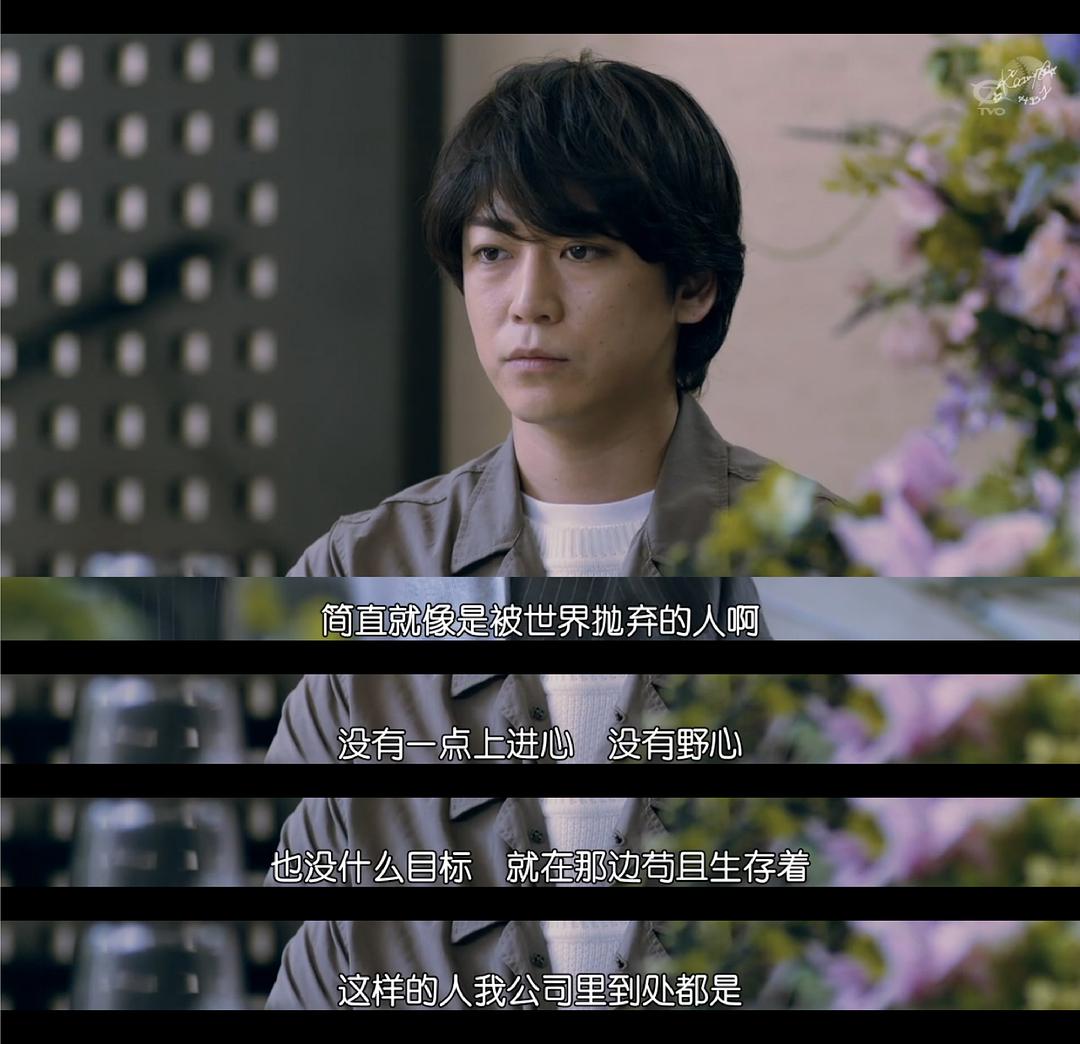 TVO
简直就像是被世界抛弃的人啊
没有一点上进心 没有野心
也没什么目标 就在那边苟且生存着
这样的人我公司里到处都是